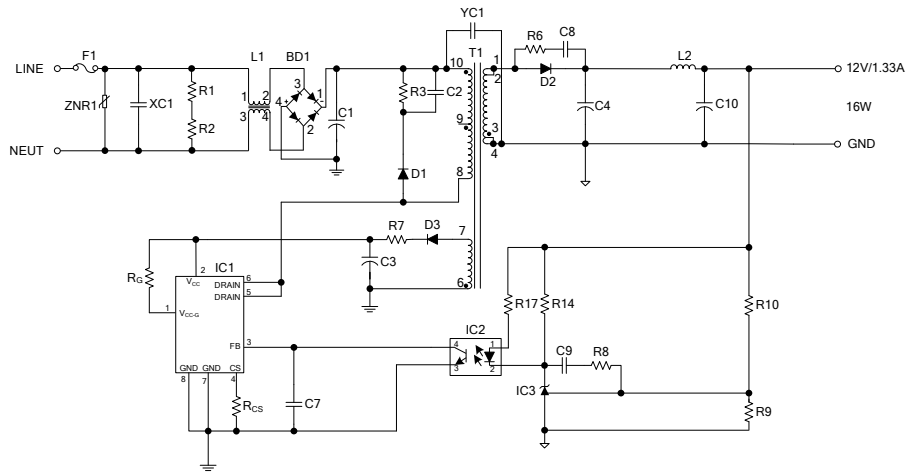 YC1
F1
L1
BD1
T1
R6
C8
LINE
10
1
2
D2
L2
12V/1.33A
ZNR1
XC1
R1
R2
1
2
3
4
3
4
+
1
-
2
C1
R3
C2
9
C4
C10
16W
3
4
NEUT
GND
8
D1
R7
D3
7
C3
6
IC1
RG
2
VCC
DRAIN
6
DRAIN
5
1
VCC-G
FB
3
GND
GND
CS
8
7
4
RCS
C7
IC2
4
1
3
2
R17
R14
R10
C9
R8
IC3
R9